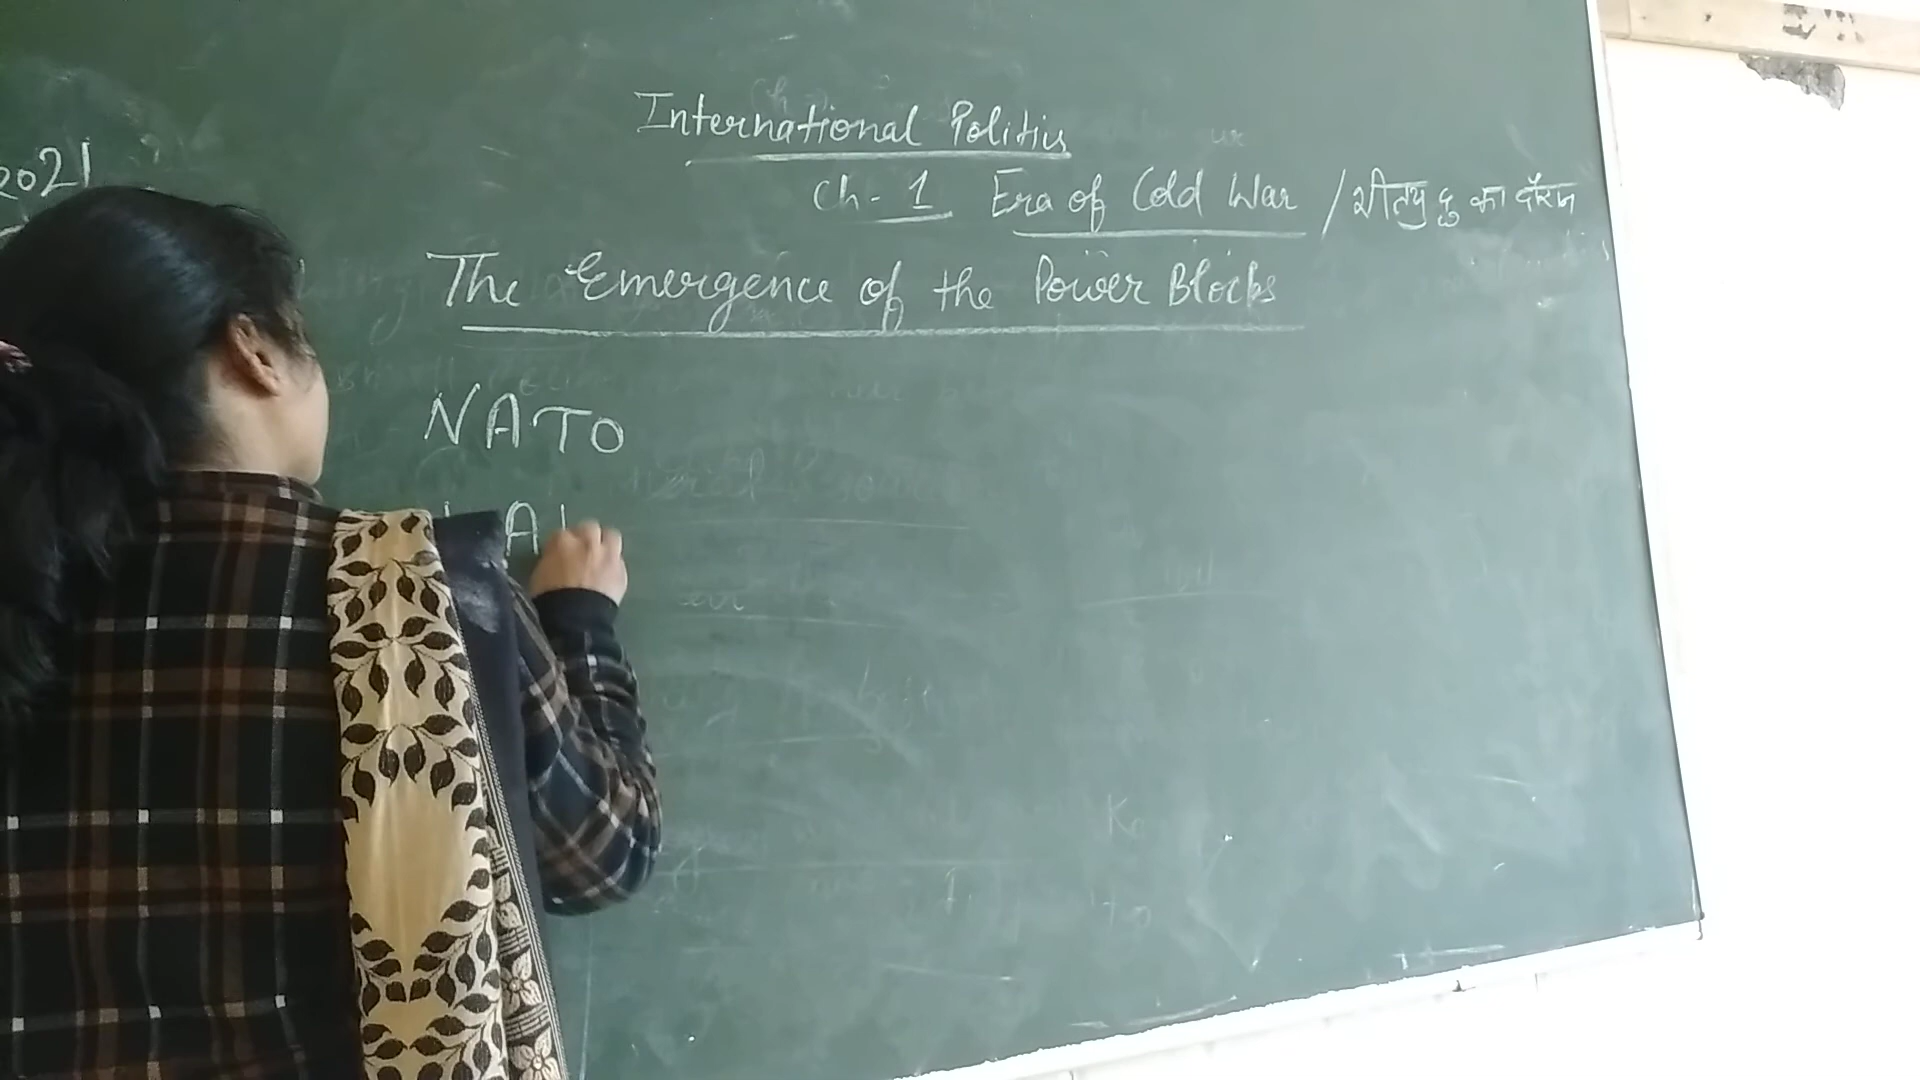 2021
International Politics
Ch - 1 Era of Cold War / शीतयुद्ध का दौर
The Emergence of the Power Blocks
NATO
A